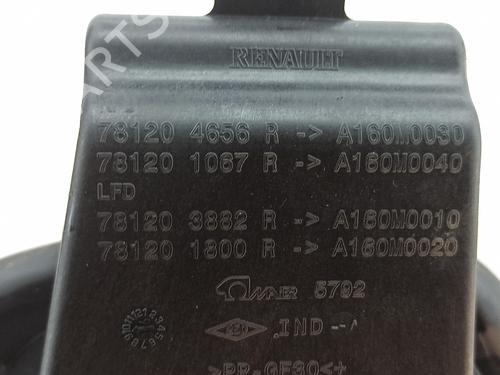 RENAULT
78120 4656 R -> A160M0030
78120 1067 R -> A160M0040
LFD
78120 3882 R -> A160M0010
78120 1800 R -> A160M0020
5792
.IND -A
>PP-GF30<